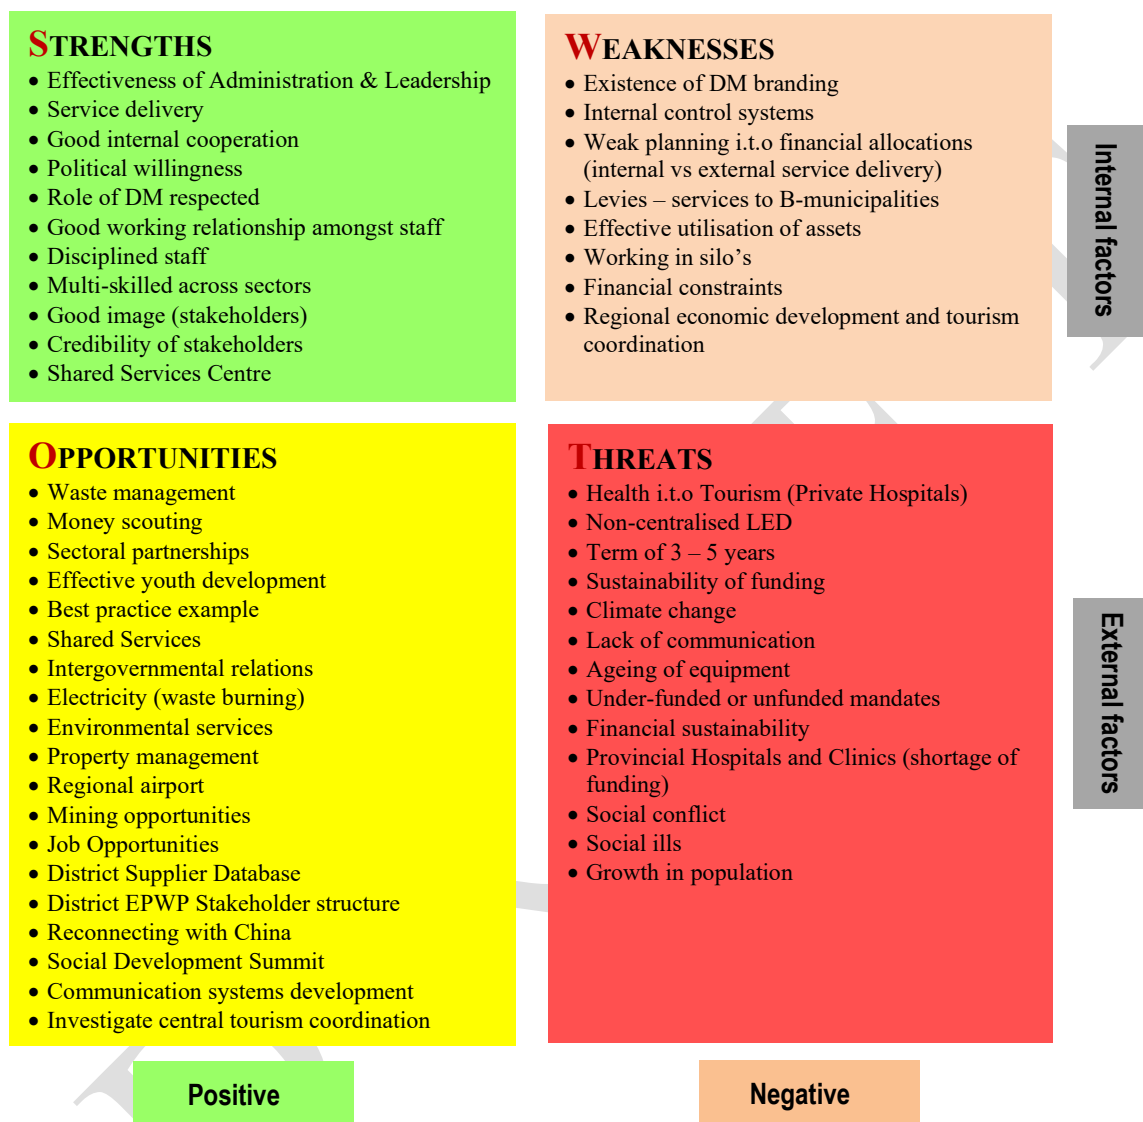 STRENGTHS
• Effectiveness of Administration & Leadership
• Service delivery
• Good internal cooperation
• Political willingness
• Role of DM respected
• Good working relationship amongst staff
• Disciplined staff
• Multi-skilled across sectors
• Good image (stakeholders)
• Credibility of stakeholders
• Shared Services Centre
WEAKNESSES
• Existence of DM branding
• Internal control systems
• Weak planning i.t.o financial allocations
(internal vs external service delivery)
• Levies – services to B-municipalities
• Effective utilisation of assets
• Working in silo’s
• Financial constraints
• Regional economic development and tourism
coordination
Internal factors
OPPORTUNITIES
• Waste management
• Money scouting
• Sectoral partnerships
• Effective youth development
• Best practice example
• Shared Services
• Intergovernmental relations
• Electricity (waste burning)
• Environmental services
• Property management
• Regional airport
• Mining opportunities
• Job Opportunities
• District Supplier Database
• District EPWP Stakeholder structure
• Reconnecting with China
• Social Development Summit
• Communication systems development
• Investigate central tourism coordination
THREATS
• Health i.t.o Tourism (Private Hospitals)
• Non-centralised LED
• Term of 3 – 5 years
• Sustainability of funding
• Climate change
• Lack of communication
• Ageing of equipment
• Under-funded or unfunded mandates
• Financial sustainability
• Provincial Hospitals and Clinics (shortage of
funding)
• Social conflict
• Social ills
• Growth in population
External factors
Positive
Negative